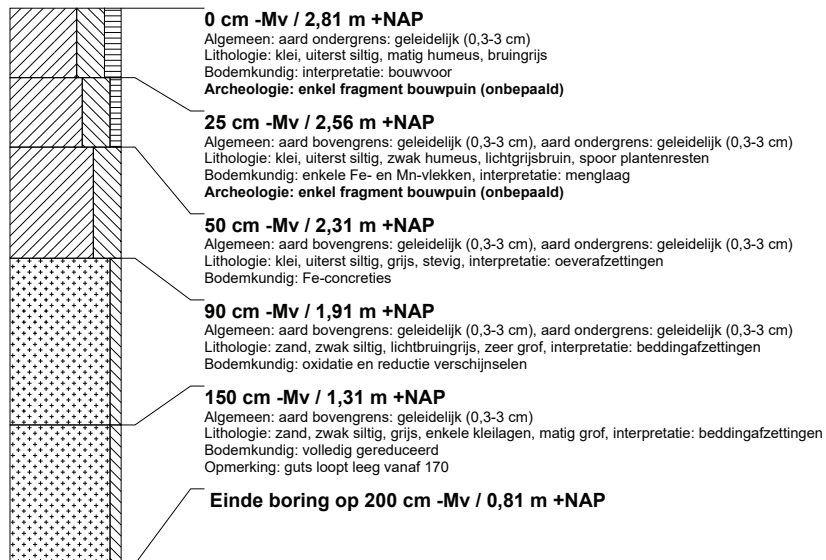 0 cm -Mv / 2,81 m +NAP
Algemeen: aard ondergrens: geleidelijk (0,3-3 cm)
Lithologie: klei, uiterst siltig, matig humeus, bruingrijs
Bodemkundig: interpretatie: bouwvoor
Archeologie: enkel fragment bouwpuin (onbepaald)
25 cm -Mv / 2,56 m +NAP
Algemeen: aard bovengrens: geleidelijk (0,3-3 cm), aard ondergrens: geleidelijk (0,3-3 cm)
Lithologie: klei, uiterst siltig, zwak humeus, lichtgrijsbruin, spoor plantenresten
Bodemkundig: enkele Fe- en Mn-vlekken, interpretatie: menglaag
Archeologie: enkel fragment bouwpuin (onbepaald)
50 cm -Mv / 2,31 m +NAP
Algemeen: aard bovengrens: geleidelijk (0,3-3 cm), aard ondergrens: geleidelijk (0,3-3 cm)
Lithologie: klei, uiterst siltig, grijs, stevig, interpretatie: oeverafzettingen
Bodemkundig: Fe-concreties
90 cm -Mv / 1,91 m +NAP
Algemeen: aard bovengrens: geleidelijk (0,3-3 cm), aard ondergrens: geleidelijk (0,3-3 cm)
Lithologie: zand, zwak siltig, lichtbruingrijs, zeer grof, interpretatie: beddingafzettingen
Bodemkundig: oxidatie en reductie verschijnselen
150 cm -Mv / 1,31 m +NAP
Algemeen: aard bovengrens: geleidelijk (0,3-3 cm)
Lithologie: zand, zwak siltig, grijs, enkele kleilagen, matig grof, interpretatie: beddingafzettingen
Bodemkundig: volledig gereduceerd
Opmerking: guts loopt leeg vanaf 170
Einde boring op 200 cm -Mv / 0,81 m +NAP